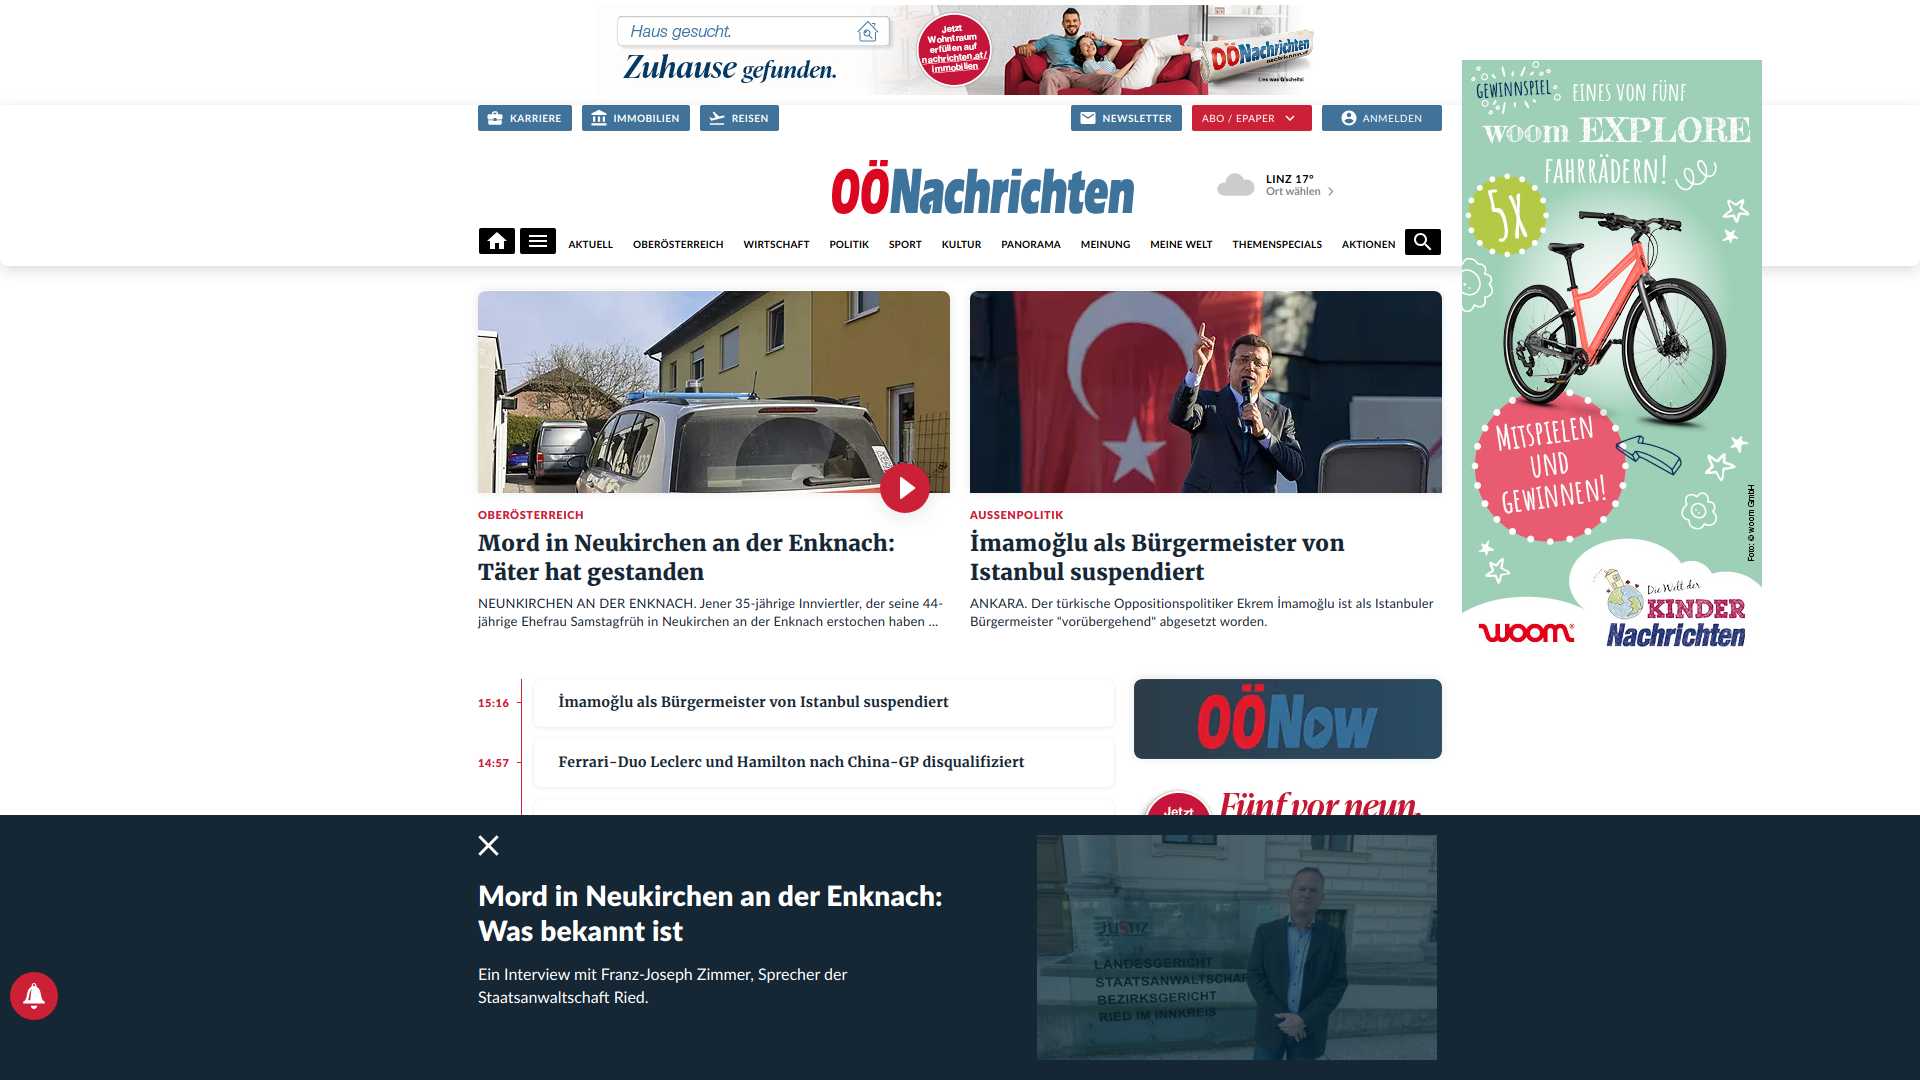 Haus gesucht.
Zuhause gefunden.
Jetzt
Wohntraum
erfüllen auf
nachrichten.at/
immobilien
OÖNachrichten
Lies was Gscheits!
KARRIERE
IMMOBILIEN
REISEN
NEWSLETTER
ABO / EPAPER
ANMELDEN
OÖNachrichten
LINZ 17°
Ort wählen
AKTUELL
OBERÖSTERREICH
WIRTSCHAFT
POLITIK
SPORT
KULTUR
PANORAMA
MEINUNG
MEINE WELT
THEMENSPECIALS
AKTIONEN
GEWINNSPIEL
EINES VON FÜNF
woom EXPLORE
FAHRRÄDERN!
5X
MITSPIELEN
UND
GEWINNEN!
Foto: © woom GmbH
Die Welt der
KINDER
Nachrichten
woom
OBERÖSTERREICH
Mord in Neukirchen an der Enknach:
Täter hat gestanden
NEUNKIRCHEN AN DER ENKNACH. Jener 35-jährige Innviertler, der seine 44-
jährige Ehefrau Samstagfrüh in Neukirchen an der Enknach erstochen haben ...
AUSSENPOLITIK
İmamoğlu als Bürgermeister von
Istanbul suspendiert
ANKARA. Der türkische Oppositionspolitiker Ekrem İmamoğlu ist als Istanbuler
Bürgermeister "vorübergehend" abgesetzt worden.
15:16
İmamoğlu als Bürgermeister von Istanbul suspendiert
14:57
Ferrari-Duo Leclerc und Hamilton nach China-GP disqualifiziert
OÖNow
Jetzt
Fünf vor neun.
Mord in Neukirchen an der Enknach:
Was bekannt ist
Ein Interview mit Franz-Joseph Zimmer, Sprecher der
Staatsanwaltschaft Ried.
LANDESGERICHT
STAATSANWALTSCHAF
BEZIRKSGERICHT
RIED IM INNKREIS